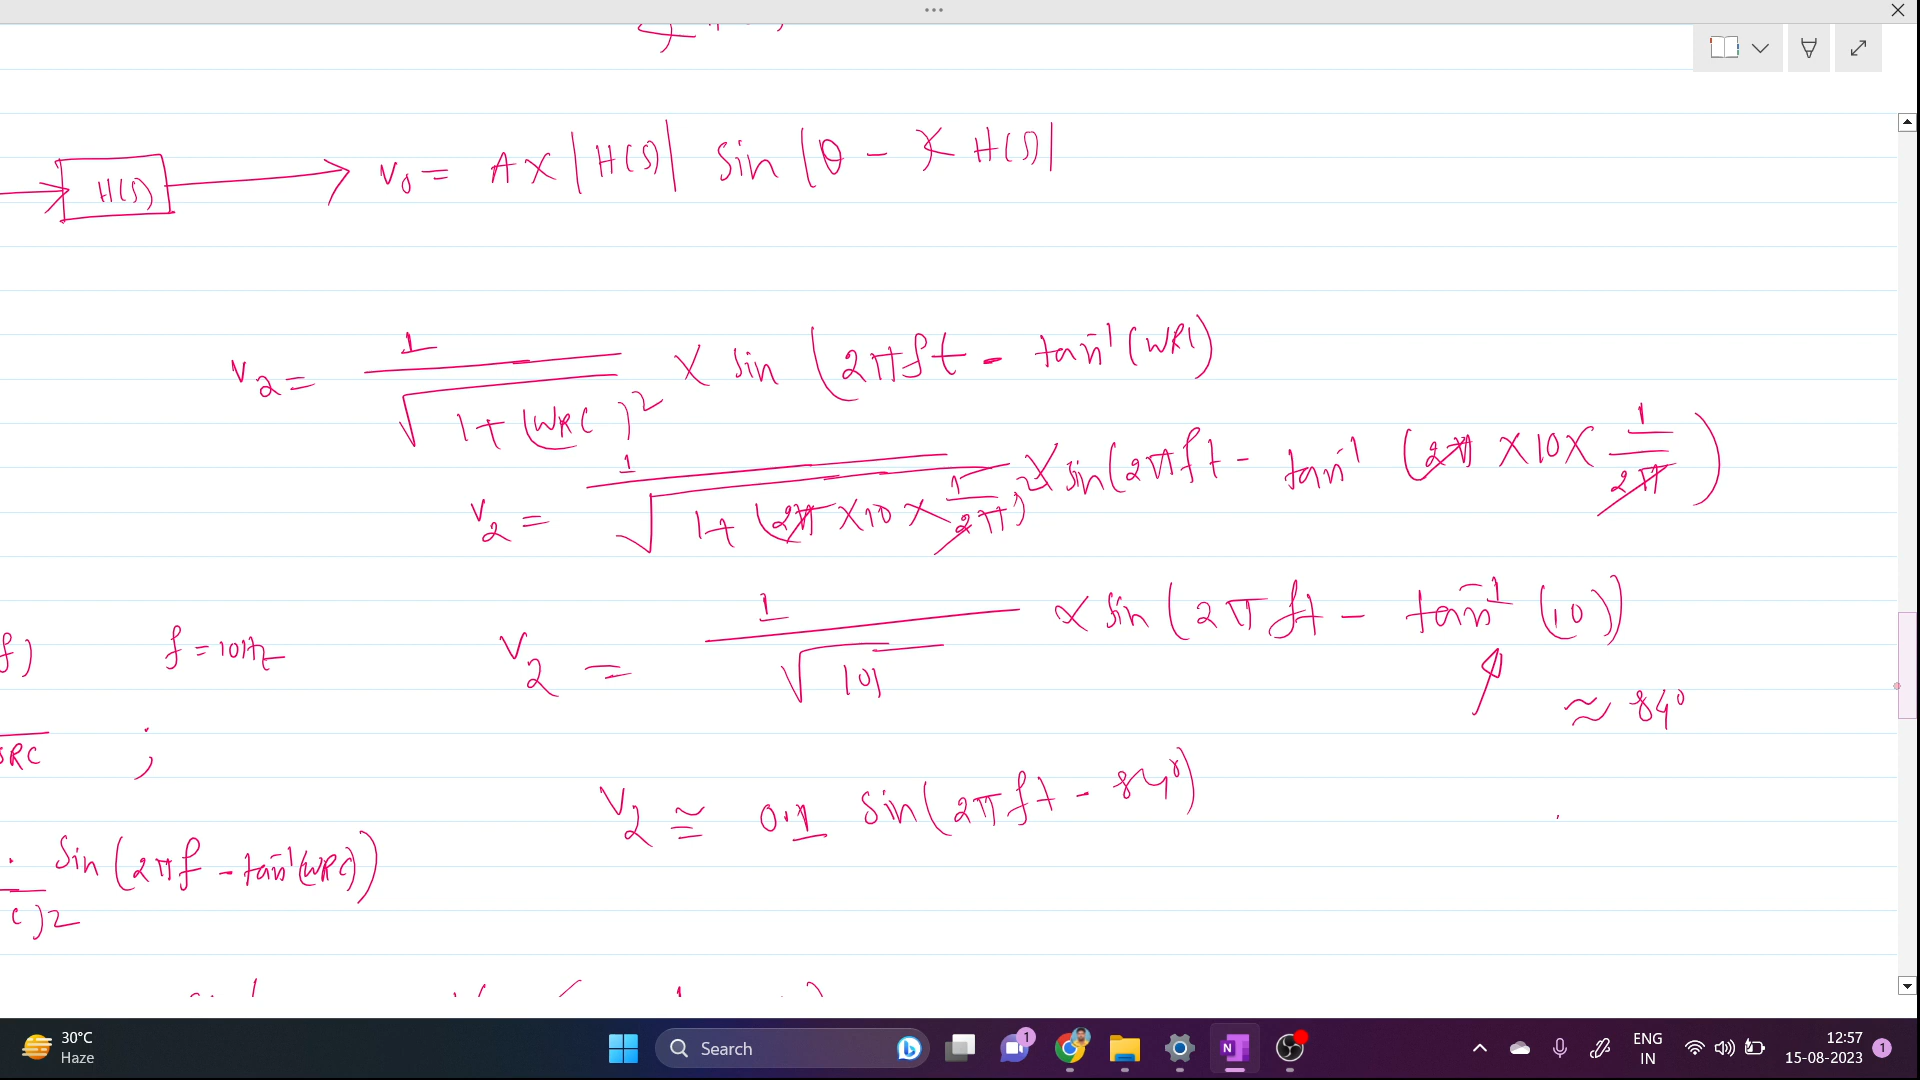 H(S) V₀ = A × |H(S)| Sin (θ - ∡ H(S)|
V₂ = 1 / √(1 + (WRC)²) × Sin (2πft - tan⁻¹ (WRC)
V₂ = 1 / √(1 + (2π × 10 × 1/2π)²) × Sin (2πft - tan⁻¹ (2π × 10 × 1/2π)
f) f = 10Hz V₂ = 1 / √101 × Sin (2πft - tan⁻¹ (10))
≈ 84°
SRC ;
V₂ ≅ 0.1 Sin (2πft - 84°)
. Sin (2πf - tan⁻¹ (WRC))
C)2
30°C
Haze
Search
1
ENG
IN
12:57
15-08-2023
1